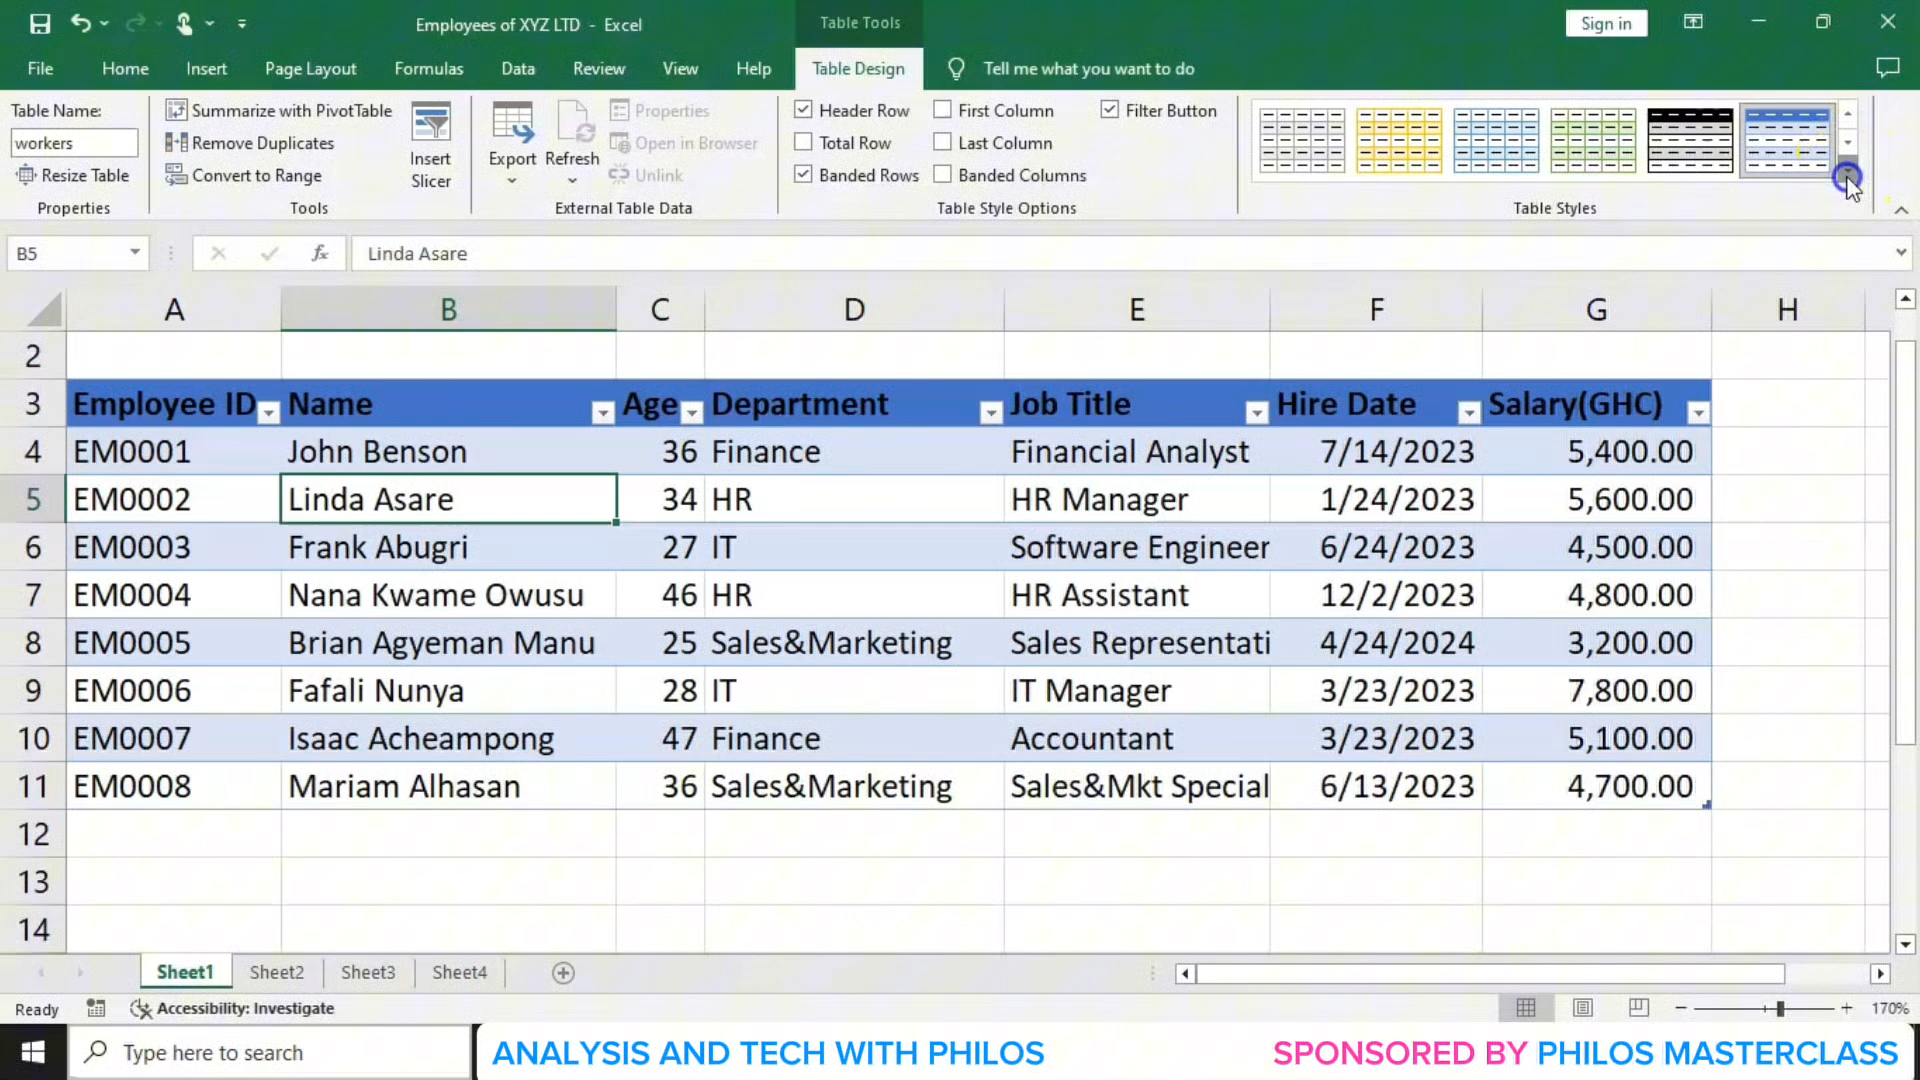 Employees of XYZ LTD - Excel
Table Tools
Sign in
File Home Insert Page Layout Formulas Data Review View Help Table Design Tell me what you want to do
Table Name:
workers
Resize Table
Properties
Summarize with PivotTable
Remove Duplicates
Convert to Range
Tools
Insert
Slicer
Export
Refresh
Properties
Open in Browser
Unlink
External Table Data
Header Row
Total Row
Banded Rows
First Column
Last Column
Banded Columns
Filter Button
Table Style Options
Table Styles
B5 fx Linda Asare
A B C D E F G H
2
3 Employee ID Name Age Department Job Title Hire Date Salary(GHC)
4 EM0001 John Benson 36 Finance Financial Analyst 7/14/2023 5,400.00
5 EM0002 Linda Asare 34 HR HR Manager 1/24/2023 5,600.00
6 EM0003 Frank Abugri 27 IT Software Engineer 6/24/2023 4,500.00
7 EM0004 Nana Kwame Owusu 46 HR HR Assistant 12/2/2023 4,800.00
8 EM0005 Brian Agyeman Manu 25 Sales&Marketing Sales Representati 4/24/2024 3,200.00
9 EM0006 Fafali Nunya 28 IT IT Manager 3/23/2023 7,800.00
10 EM0007 Isaac Acheampong 47 Finance Accountant 3/23/2023 5,100.00
11 EM0008 Mariam Alhasan 36 Sales&Marketing Sales&Mkt Special 6/13/2023 4,700.00
12
13
14
Sheet1 Sheet2 Sheet3 Sheet4
Ready Accessibility: Investigate 170%
Type here to search
ANALYSIS AND TECH WITH PHILOS SPONSORED BY PHILOS MASTERCLASS